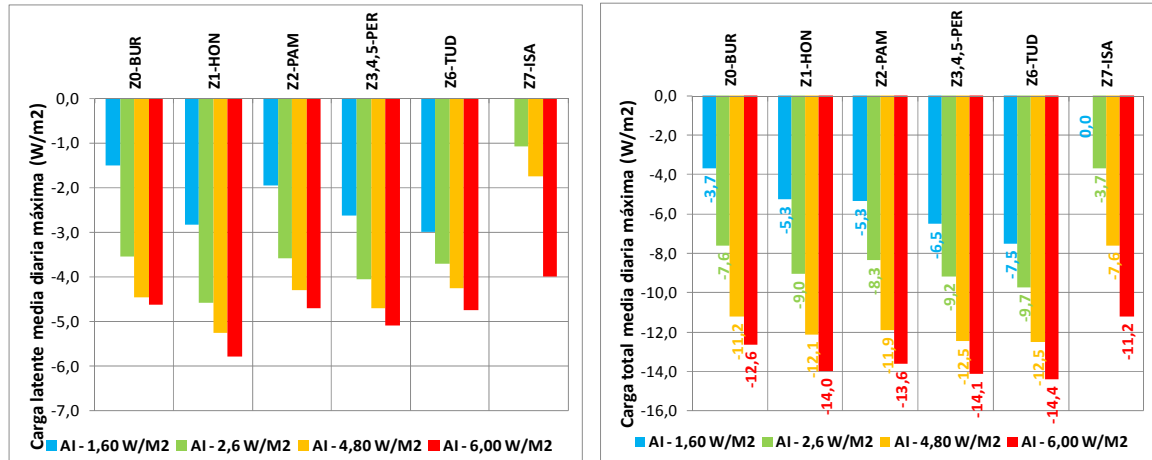 Carga latente media diaria máxima (W/m2)
Z0-BUR
Z1-HON
Z2-PAM
Z3,4,5-PER
Z6-TUD
Z7-ISA
0,0
-1,0
-2,0
-3,0
-4,0
-5,0
-6,0
-7,0
AI - 1,60 W/M2 AI - 2,6 W/M2 AI - 4,80 W/M2 AI - 6,00 W/M2
Carga total media diaria máxima (W/m2)
Z0-BUR
Z1-HON
Z2-PAM
Z3,4,5-PER
Z6-TUD
Z7-ISA
0,0
-2,0
-4,0
-6,0
-8,0
-10,0
-12,0
-14,0
-16,0
-3,7
-7,6
-11,2
-12,6
-5,3
-9,0
-12,1
-14,0
-5,3
-8,3
-11,9
-13,6
-6,5
-9,2
-12,5
-14,1
-7,5
-9,7
-12,5
-14,4
0,0
-3,7
-7,6
-11,2
AI - 1,60 W/M2 AI - 2,6 W/M2 AI - 4,80 W/M2 AI - 6,00 W/M2